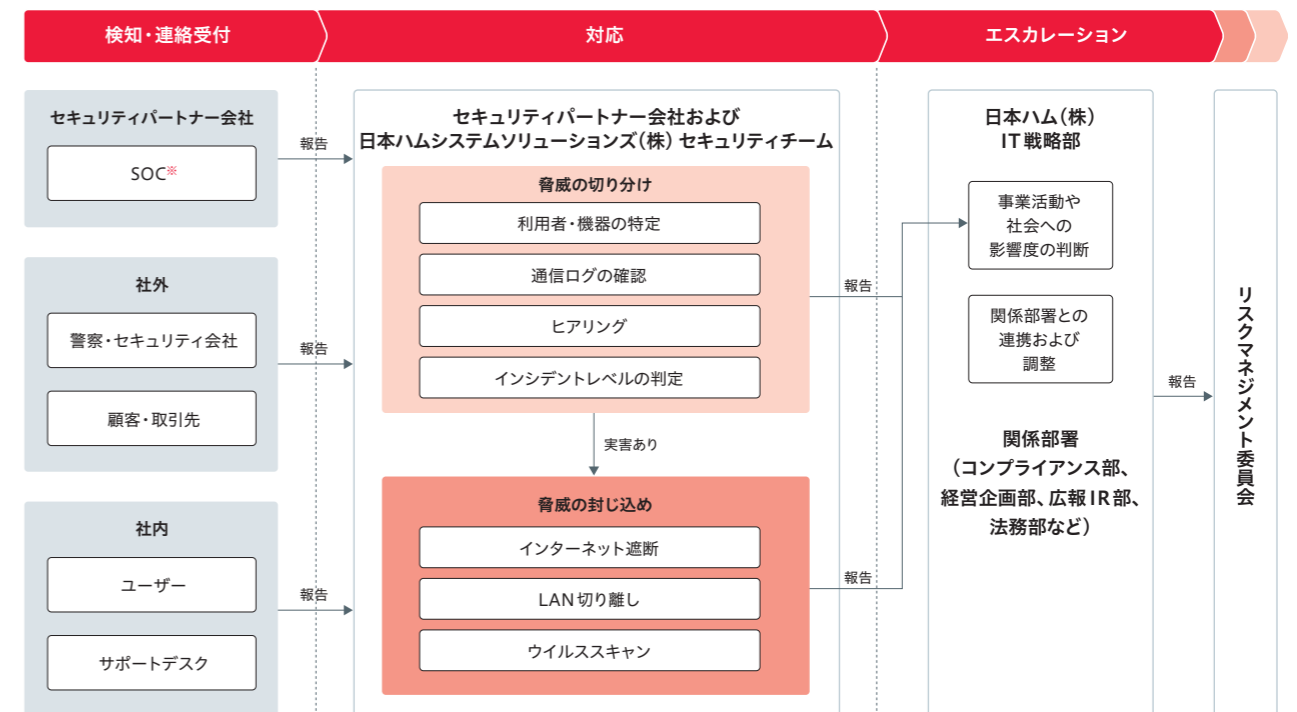 検知・連絡受付
対応
エスカレーション
セキュリティパートナー会社
SOC※
報告
社外
警察・セキュリティ会社
顧客・取引先
報告
社内
ユーザー
サポートデスク
報告
セキュリティパートナー会社および
日本ハムシステムソリューションズ(株) セキュリティチーム
脅威の切り分け
利用者・機器の特定
通信ログの確認
ヒアリング
インシデントレベルの判定
報告
実害あり
脅威の封じ込め
インターネット遮断
LAN切り離し
ウイルススキャン
報告
日本ハム(株)
IT戦略部
事業活動や
社会への
影響度の判断
関係部署との
連携および
調整
関係部署
(コンプライアンス部、
経営企画部、広報IR部、
法務部など)
報告
リスクマネジメント委員会